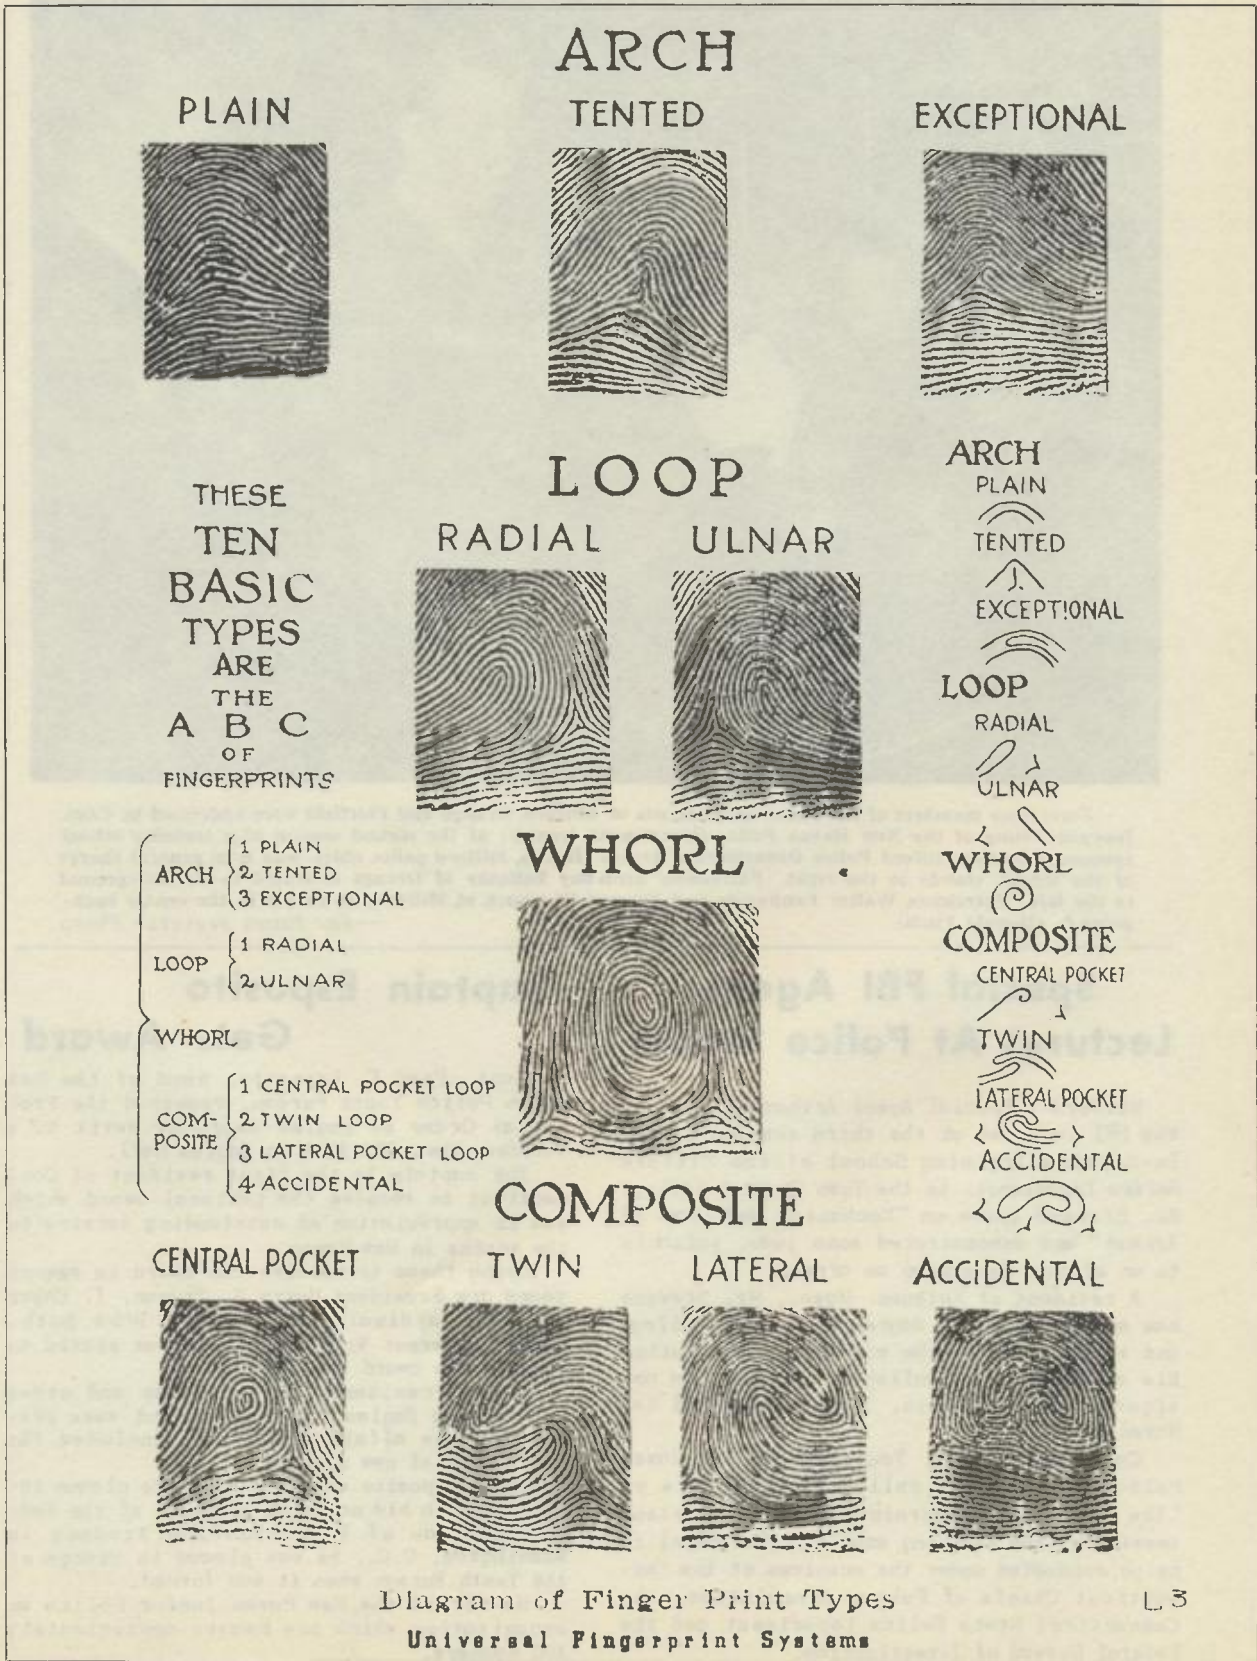 ARCH
PLAIN
TENTED
EXCEPTIONAL
LOOP
RADIAL
ULNAR
THESE
TEN
BASIC
TYPES
ARE
THE
A B C
OF
FINGERPRINTS
ARCH
1 PLAIN
2 TENTED
3 EXCEPTIONAL
LOOP
1 RADIAL
2 ULNAR
WHORL
COM-
POSITE
1 CENTRAL POCKET LOOP
2 TWIN LOOP
3 LATERAL POCKET LOOP
4 ACCIDENTAL
WHORL
ARCH
PLAIN
TENTED
EXCEPTIONAL
LOOP
RADIAL
ULNAR
WHORL
COMPOSITE
CENTRAL POCKET
TWIN
LATERAL POCKET
ACCIDENTAL
COMPOSITE
CENTRAL POCKET
TWIN
LATERAL
ACCIDENTAL
Diagram of Finger Print Types
L 3
Universal Fingerprint Systems